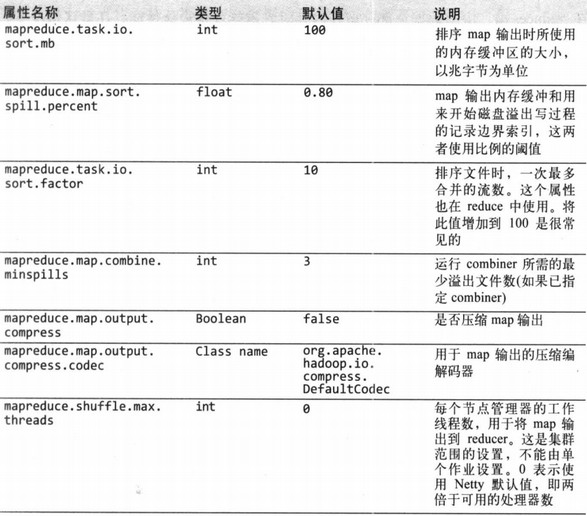 属性名称 类型 默认值 说明
mapreduce.task.io. int 100 排序 map 输出时所使用
sort.mb 的内存缓冲区的大小，
以兆字节为单位
mapreduce.map.sort. float 0.80 map 输出内存缓冲和用
spill.percent 来开始磁盘溢出写过程
的记录边界索引，这两
者使用比例的阈值
mapreduce.task.io. int 10 排序文件时，一次最多
sort.factor 合并的流数。这个属性
也在 reduce 中使用。将
此值增加到 100 是很常
见的
mapreduce.map.combine. int 3 运行 combiner 所需的最
minspills 少溢出文件数(如果已指
定 combiner)
mapreduce.map.output. Boolean false 是否压缩 map 输出
compress
mapreduce.map.output. Class name org.apache. 用于 map 输出的压缩编
compress.codec hadoop.io. 解码器
compress.
DefaultCodec
mapreduce.shuffle.max. int 0 每个节点管理器的工作
threads 线程数，用于将 map 输
出到 reducer。这是集群
范围的设置，不能由单
个作业设置。0 表示使
用 Netty 默认值，即两
倍于可用的处理器数